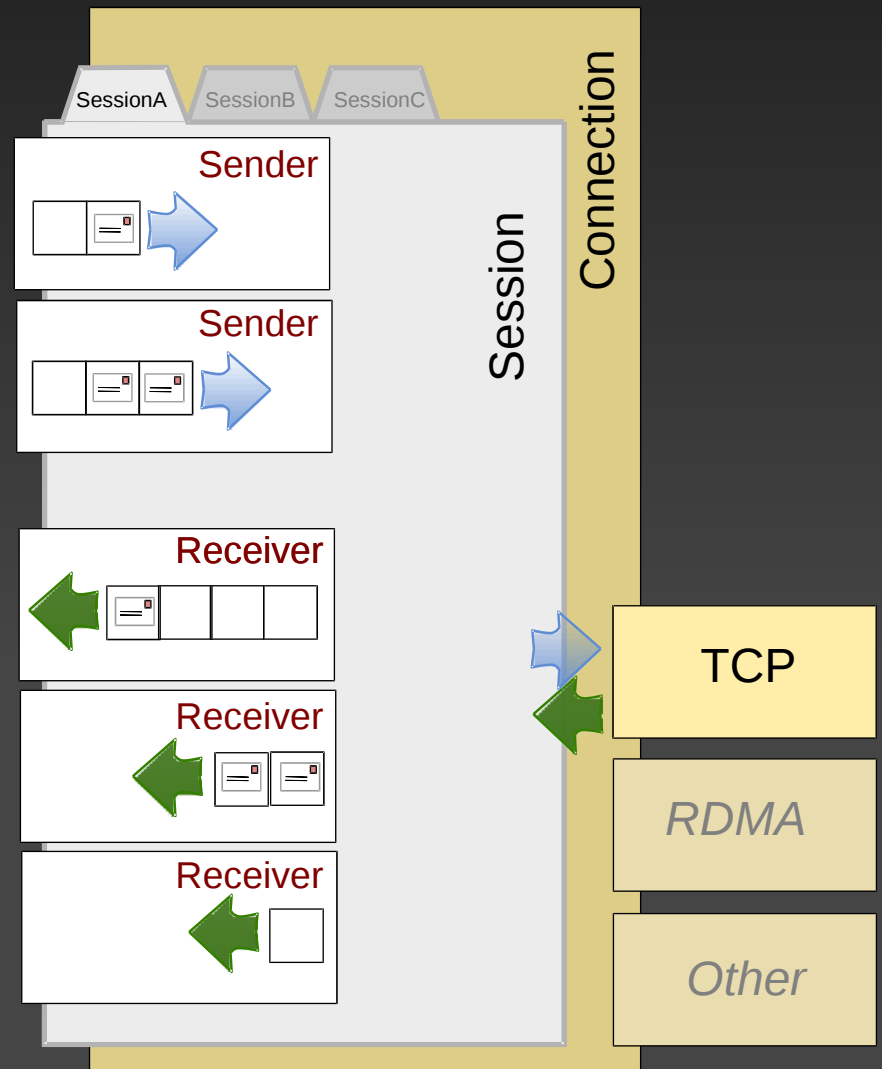 SessionA
SessionB
SessionC
Connection
Session
Sender
Sender
Receiver
Receiver
Receiver
TCP
RDMA
Other